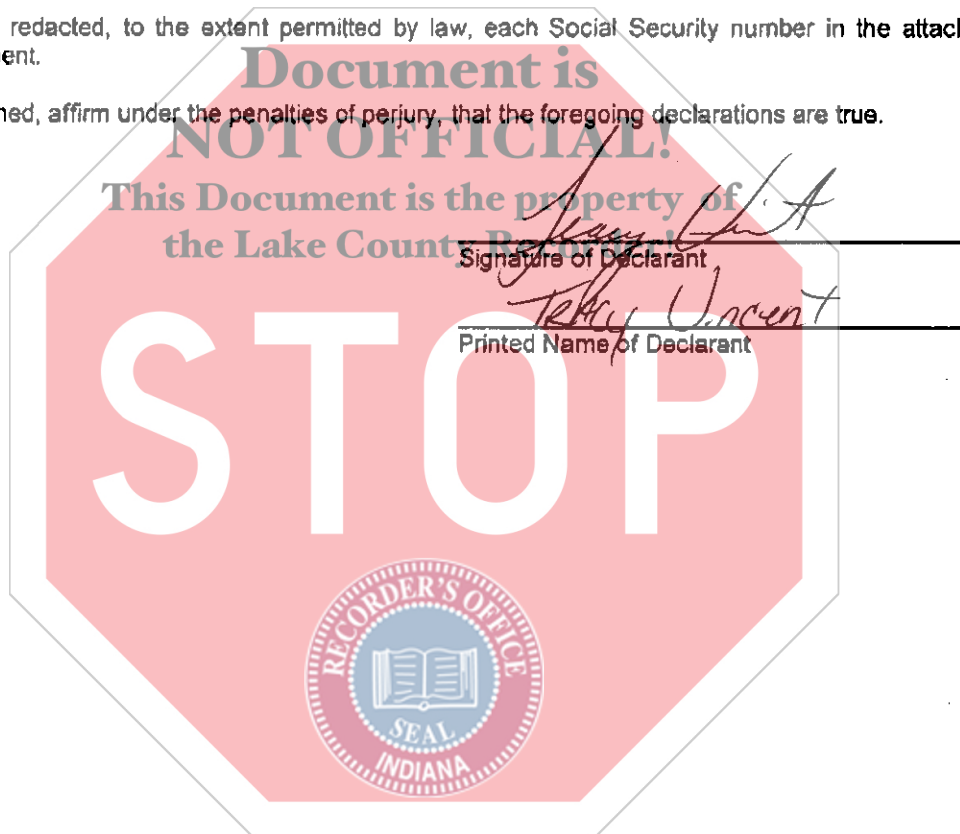 redacted, to the extent permitted by law, each Social Security number in the attac
ent.
Document is
ned, affirm under the penalties of perjury, that the foregoing declarations are true.
NOT OFFICIAL!
This Document is the property of
the Lake County Recorder!
Signature of Declarant
Tracy Vincent
Printed Name of Declarant
STOP
RECORDER'S OFFICE
SEAL
INDIANA